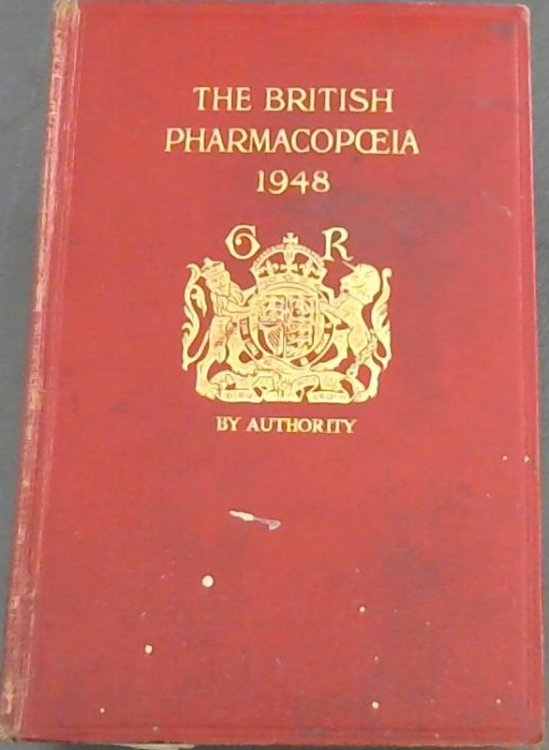 THE BRITISH
PHARMACOPŒIA
1948
G R
BY AUTHORITY